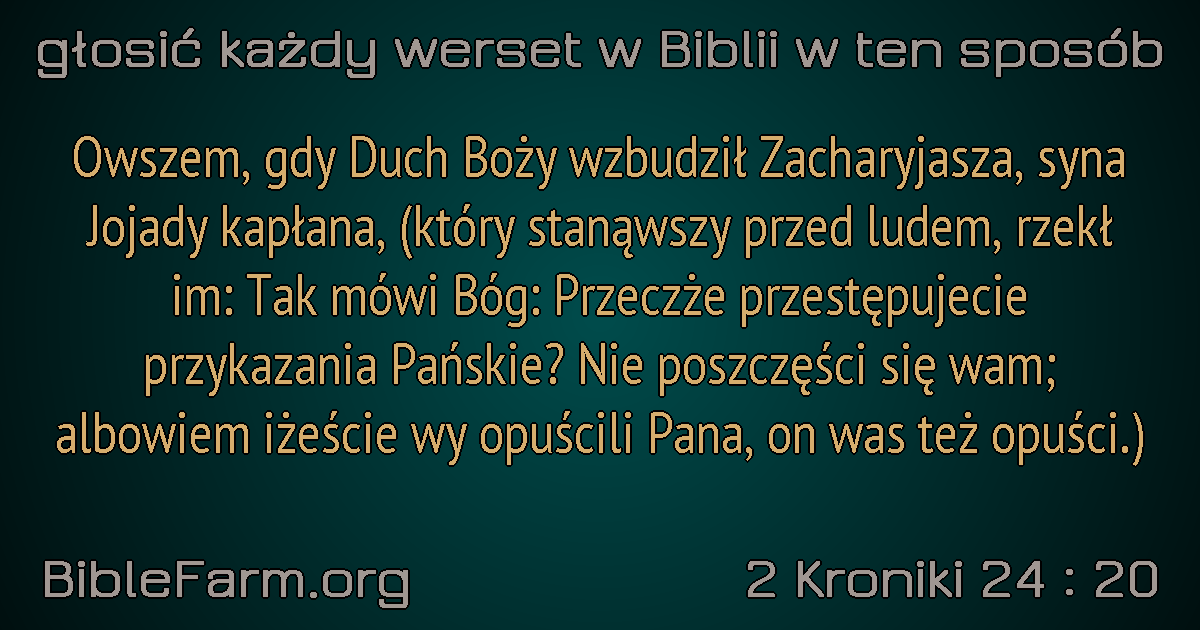 głosić każdy werset w Biblii w ten sposób
Owszem, gdy Duch Boży wzbudził Zacharyjasza, syna
Jojady kapłana, (który stanąwszy przed ludem, rzekł
im: Tak mówi Bóg: Przeczże przestępujecie
przykazania Pańskie? Nie poszczęści się wam;
albowiem iżeście wy opuścili Pana, on was też opuści.)
BibleFarm.org
2 Kroniki 24 : 20